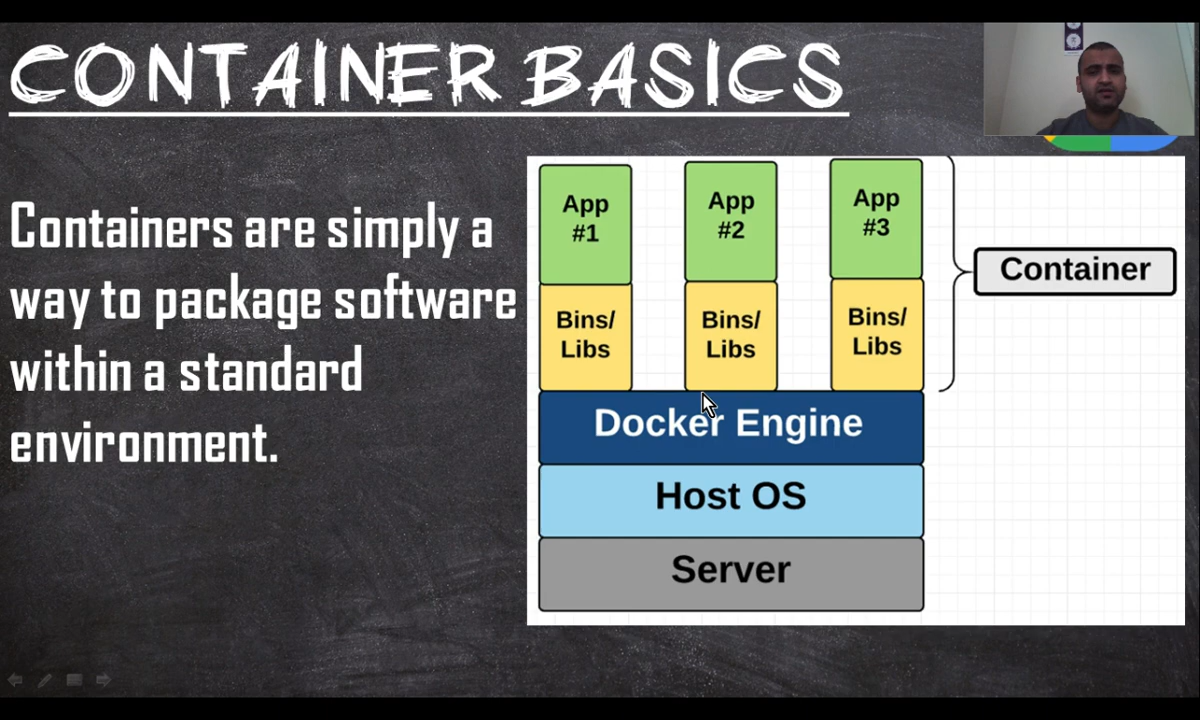 CONTAINER BASICS
Containers are simply a
way to package software
within a standard
environment.
App
#1
App
#2
App
#3
Bins/
Libs
Bins/
Libs
Bins/
Libs
Container
Docker Engine
Host OS
Server